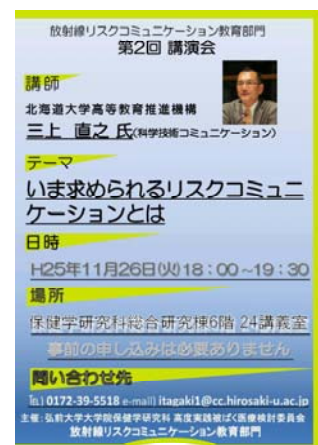 放射線リスクコミュニケーション教育部門
第2回 講演会
講師
北海道大学高等教育推進機構
三上 直之 氏(科学技術コミュニケーション)
テーマ
いま求められるリスクコミュニ
ケーションとは
日時
H25年11月26日(火)18：00～19：30
場所
保健学研究科総合研究棟6階 24講義室
事前の申し込みは必要ありません
問い合わせ先
TEL) 0172-39-5518 e-mail) itagaki1@cc.hirosaki-u.ac.jp
主催: 弘前大学大学院保健学研究科 高度実践被ばく医療検討委員会
放射線リスクコミュニケーション教育部門